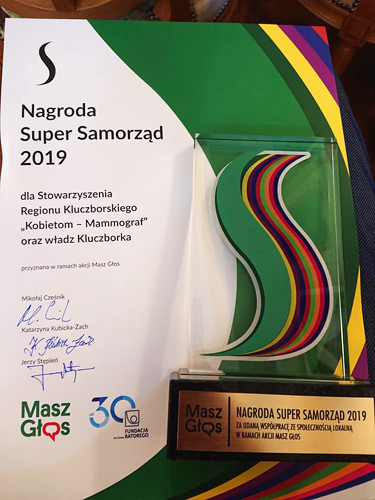 Nagroda
Super Samorząd
2019
dla Stowarzyszenia
Regionu Kluczborskiego
„Kobietom – Mammograf”
oraz władz Kluczborka
przyznana w ramach akcji Masz Głos
Mikołaj Cześnik
Katarzyna Kubicka-Żach
Jerzy Stępień
Masz
Głos
LAT 30
FUNDACJA
BATOREGO
Masz
Głos
NAGRODA SUPER SAMORZĄD 2019
ZA UDANĄ WSPÓŁPRACĘ ZE SPOŁECZNOŚCIĄ LOKALNĄ
W RAMACH AKCJI MASZ GŁOS